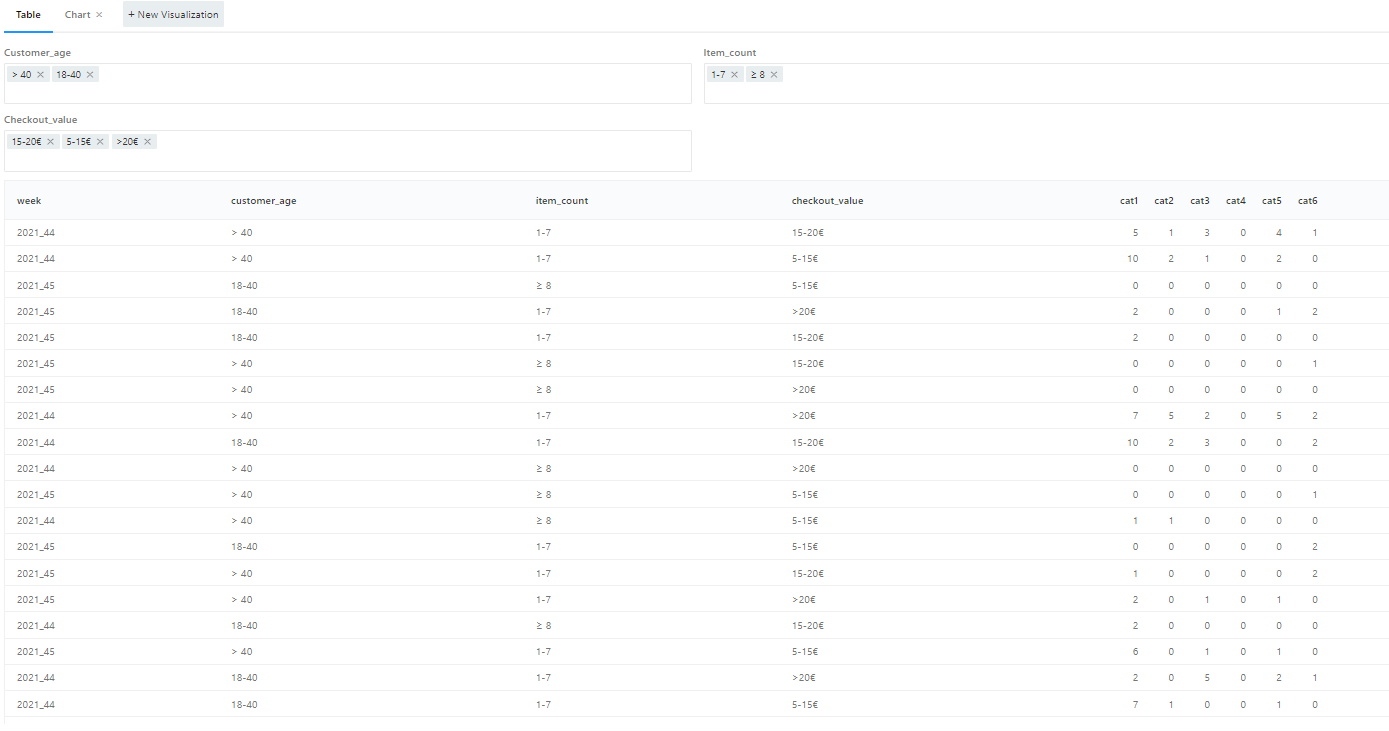 Table Chart × + New Visualization
Customer_age Item_count
> 40 × 18-40 × 1-7 × ≥ 8 ×
Checkout_value
15-20€ × 5-15€ × >20€ ×
week customer_age item_count checkout_value cat1 cat2 cat3 cat4 cat5 cat6
2021_44 > 40 1-7 15-20€ 5 1 3 0 4 1
2021_44 > 40 1-7 5-15€ 10 2 1 0 2 0
2021_45 18-40 ≥ 8 5-15€ 0 0 0 0 0 0
2021_45 18-40 1-7 >20€ 2 0 0 0 1 2
2021_45 18-40 1-7 15-20€ 2 0 0 0 0 0
2021_45 > 40 ≥ 8 15-20€ 0 0 0 0 0 1
2021_45 > 40 ≥ 8 >20€ 0 0 0 0 0 0
2021_44 > 40 1-7 >20€ 7 5 2 0 5 2
2021_44 18-40 1-7 15-20€ 10 2 3 0 0 2
2021_44 > 40 ≥ 8 >20€ 0 0 0 0 0 0
2021_45 > 40 ≥ 8 5-15€ 0 0 0 0 0 1
2021_44 > 40 ≥ 8 5-15€ 1 1 0 0 0 0
2021_45 18-40 1-7 5-15€ 0 0 0 0 0 2
2021_45 > 40 1-7 15-20€ 1 0 0 0 0 2
2021_45 > 40 1-7 >20€ 2 0 1 0 1 0
2021_44 18-40 ≥ 8 15-20€ 2 0 0 0 0 0
2021_45 > 40 1-7 5-15€ 6 0 1 0 1 0
2021_44 18-40 1-7 >20€ 2 0 5 0 2 1
2021_44 18-40 1-7 5-15€ 7 1 0 0 1 0